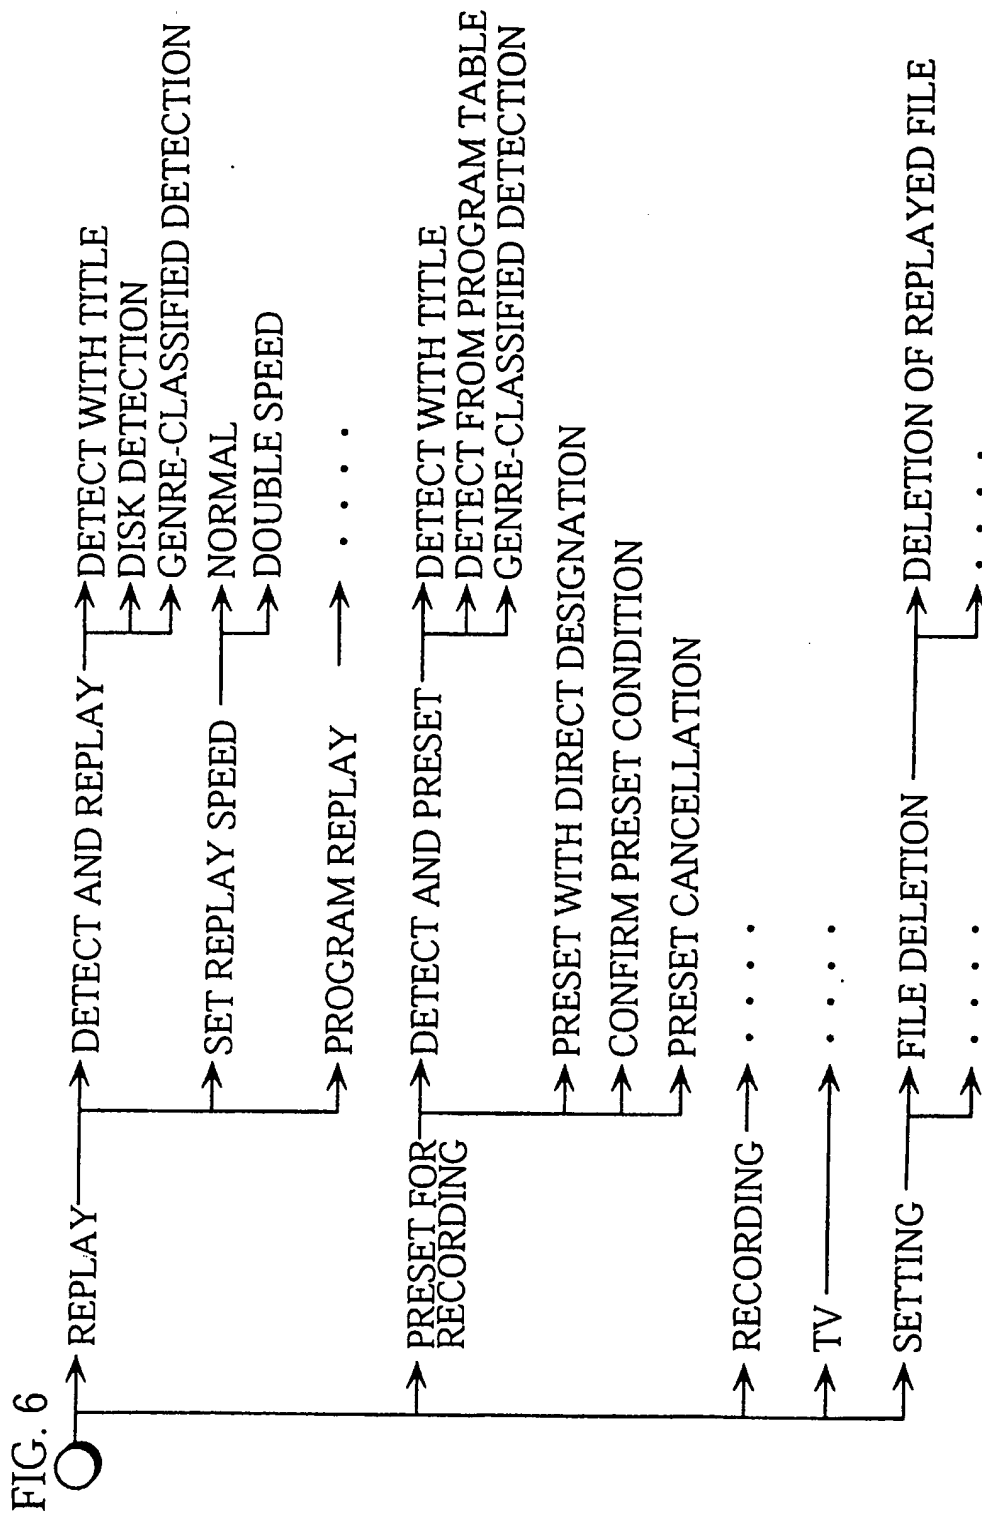 FIG. 6
REPLAY
DETECT AND REPLAY
DETECT WITH TITLE
DISK DETECTION
GENRE-CLASSIFIED DETECTION
SET REPLAY SPEED
NORMAL
DOUBLE SPEED
PROGRAM REPLAY
. . . .
PRESET FOR
RECORDING
DETECT AND PRESET
DETECT WITH TITLE
DETECT FROM PROGRAM TABLE
GENRE-CLASSIFIED DETECTION
PRESET WITH DIRECT DESIGNATION
CONFIRM PRESET CONDITION
PRESET CANCELLATION
RECORDING
. . . .
TV
. . . .
SETTING
FILE DELETION
DELETION OF REPLAYED FILE
. . . .
. . . .